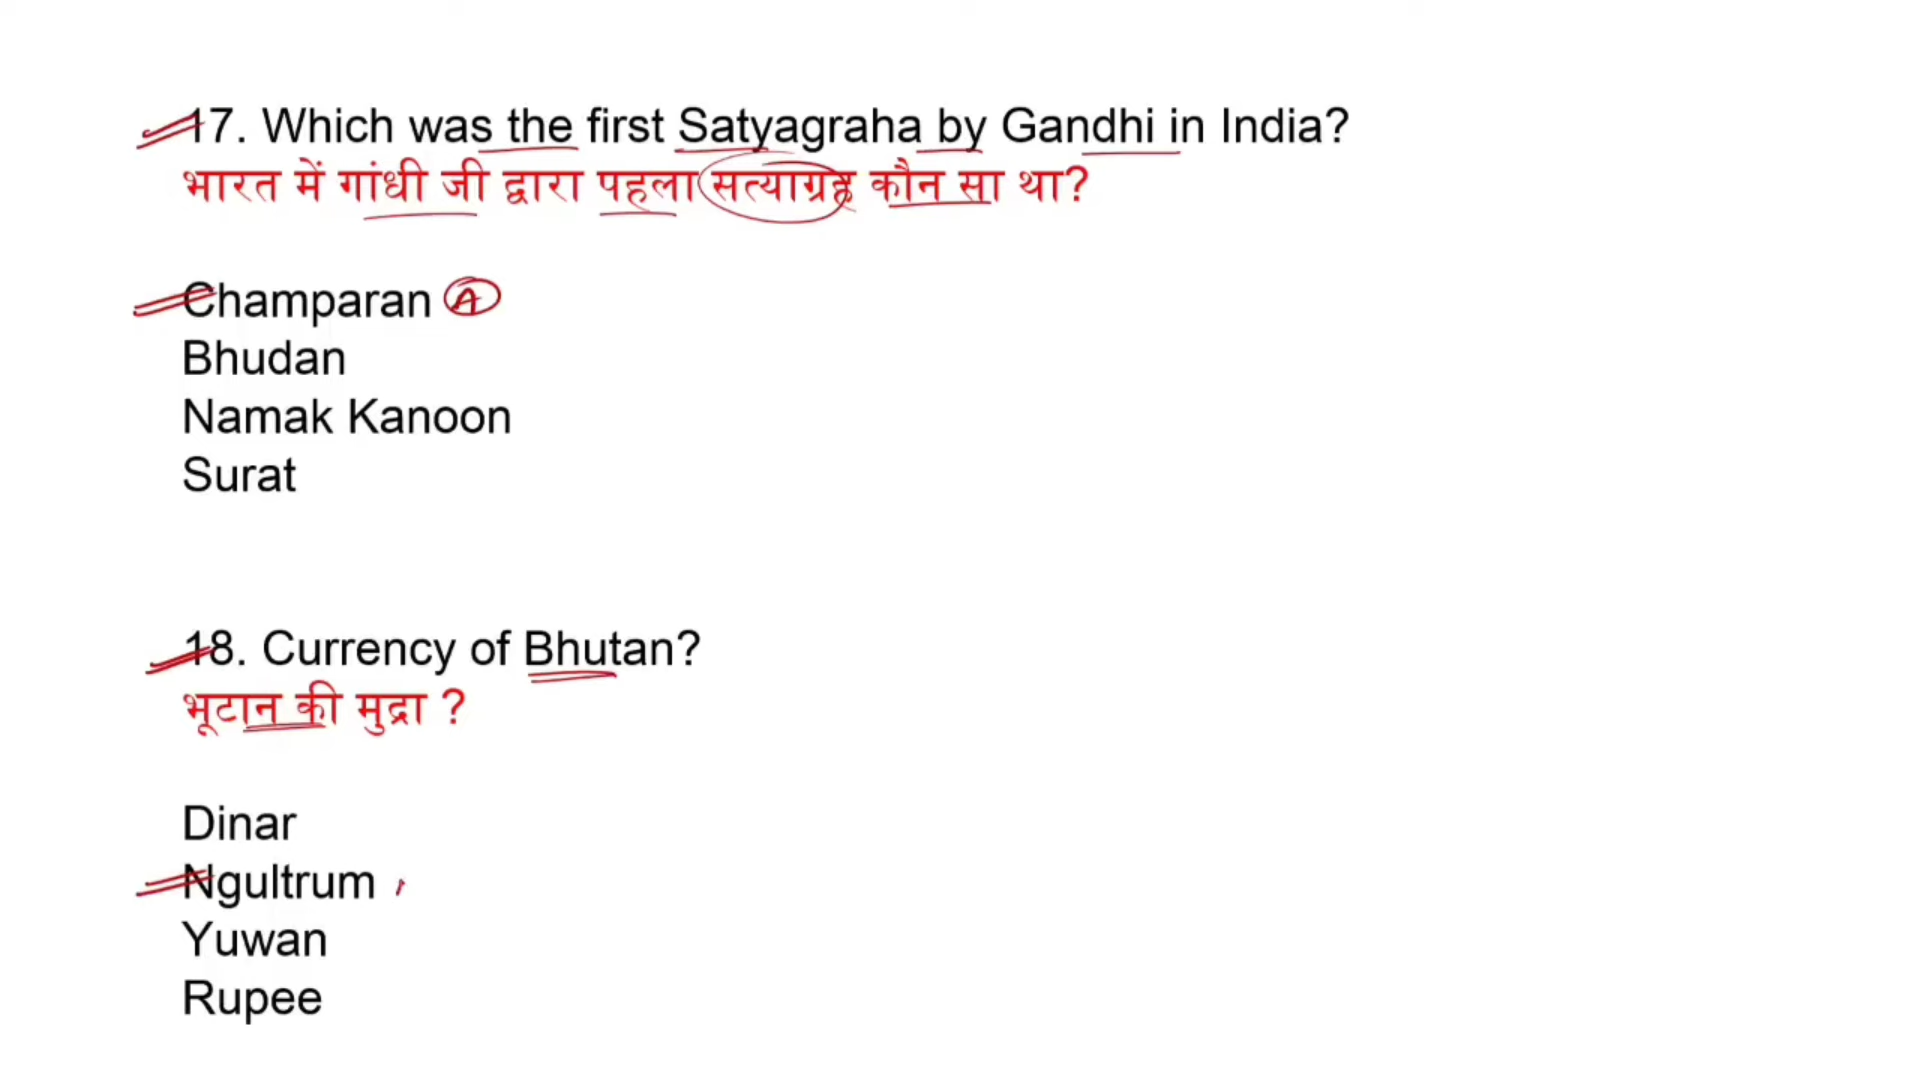 17. Which was the first Satyagraha by Gandhi in India?
भारत में गांधी जी द्वारा पहला सत्याग्रह कौन सा था?
Champaran A
Bhudan
Namak Kanoon
Surat
18. Currency of Bhutan?
भूटान की मुद्रा ?
Dinar
Ngultrum
Yuwan
Rupee